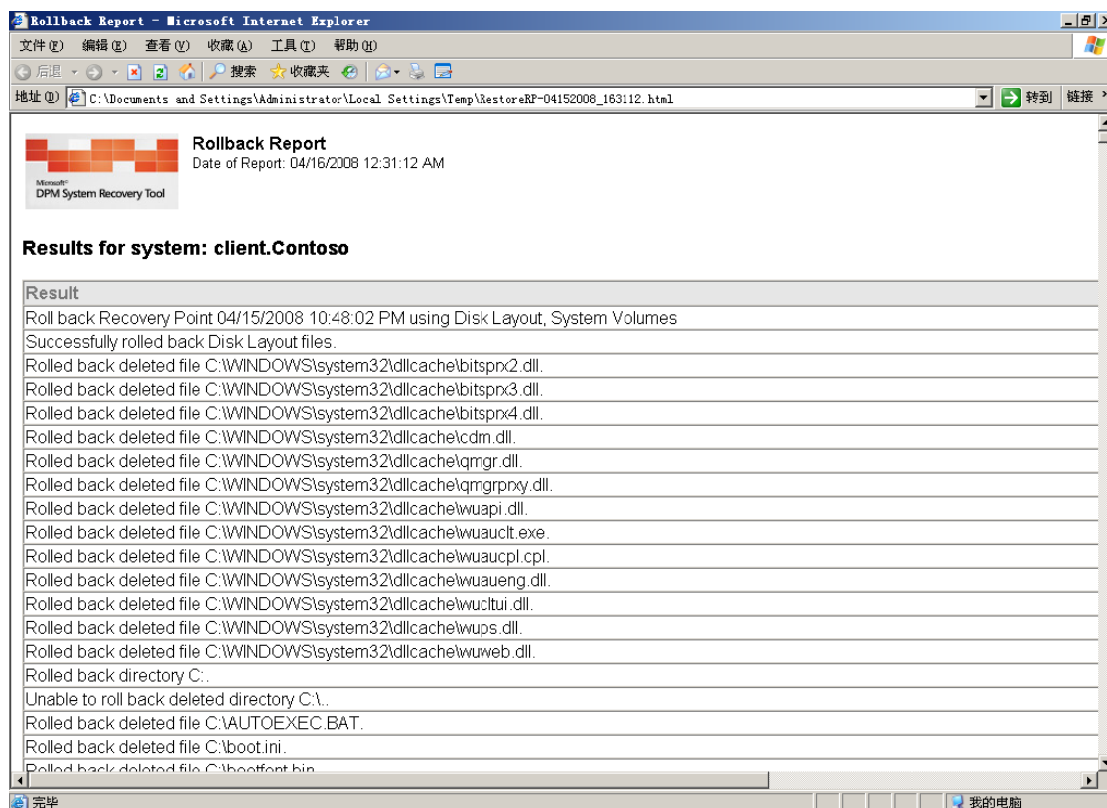 Rollback Report - Microsoft Internet Explorer
文件(F) 编辑(E) 查看(V) 收藏(A) 工具(T) 帮助(H)
后退 搜索 收藏夹
地址(D) C:\Documents and Settings\Administrator\Local Settings\Temp\RestoreRP-04152008_163112.html 转到 链接
Rollback Report
Date of Report: 04/16/2008 12:31:12 AM
Microsoft
DPM System Recovery Tool
Results for system: client.Contoso
Result
Roll back Recovery Point 04/15/2008 10:48:02 PM using Disk Layout, System Volumes
Successfully rolled back Disk Layout files.
Rolled back deleted file C:\WINDOWS\system32\dllcache\bitsprx2.dll.
Rolled back deleted file C:\WINDOWS\system32\dllcache\bitsprx3.dll.
Rolled back deleted file C:\WINDOWS\system32\dllcache\bitsprx4.dll.
Rolled back deleted file C:\WINDOWS\system32\dllcache\cdm.dll.
Rolled back deleted file C:\WINDOWS\system32\dllcache\qmgr.dll.
Rolled back deleted file C:\WINDOWS\system32\dllcache\qmgrprxy.dll.
Rolled back deleted file C:\WINDOWS\system32\dllcache\wuapi.dll.
Rolled back deleted file C:\WINDOWS\system32\dllcache\wuauclt.exe.
Rolled back deleted file C:\WINDOWS\system32\dllcache\wuaucpl.cpl.
Rolled back deleted file C:\WINDOWS\system32\dllcache\wuaueng.dll.
Rolled back deleted file C:\WINDOWS\system32\dllcache\wucltui.dll.
Rolled back deleted file C:\WINDOWS\system32\dllcache\wups.dll.
Rolled back deleted file C:\WINDOWS\system32\dllcache\wuweb.dll.
Rolled back directory C:.
Unable to roll back deleted directory C:\..
Rolled back deleted file C:\AUTOEXEC.BAT.
Rolled back deleted file C:\boot.ini.
Rolled back deleted file C:\bootfont.bin
完毕 我的电脑